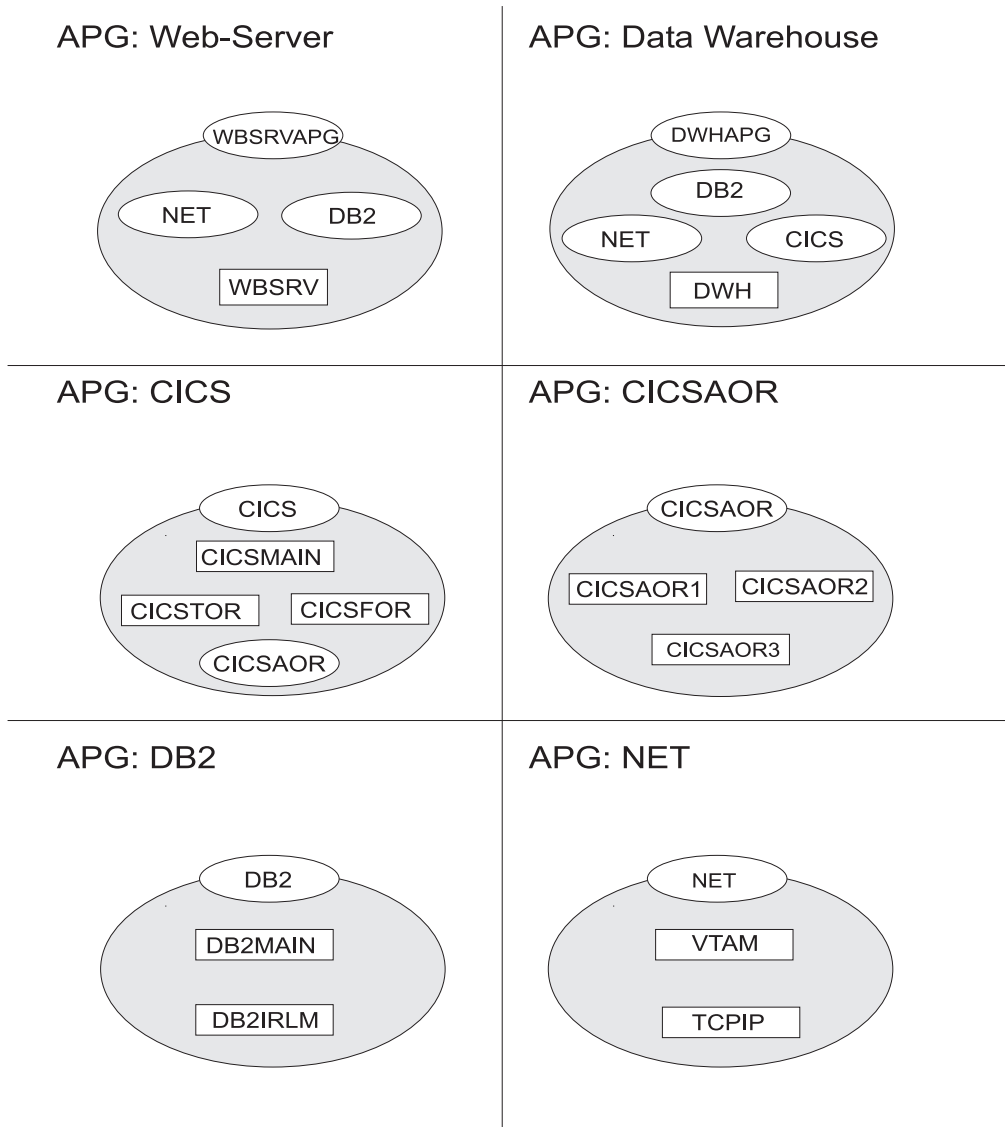 APG: Web-Server
WBSRVAPG
NET
DB2
WBSRV
APG: Data Warehouse
DWHAPG
DB2
NET
CICS
DWH
APG: CICS
CICS
CICSMAIN
CICSTOR
CICSFOR
CICSAOR
APG: CICSAOR
CICSAOR
CICSAOR1
CICSAOR2
CICSAOR3
APG: DB2
DB2
DB2MAIN
DB2IRLM
APG: NET
NET
VTAM
TCPIP